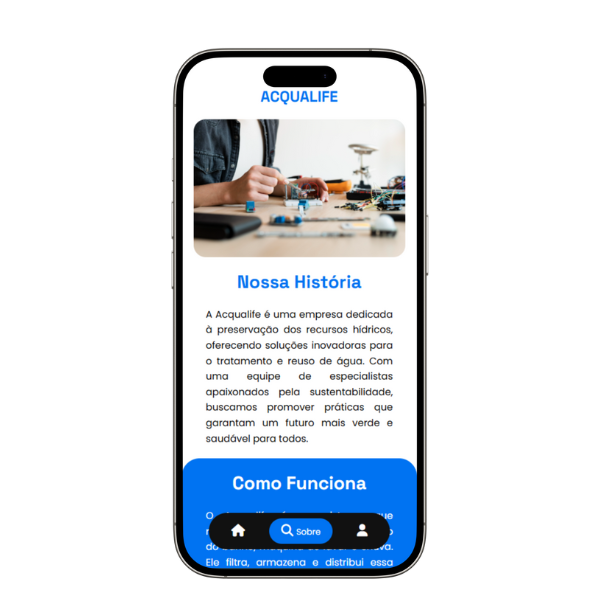 ACQUALIFE
Nossa História
A Acqualife é uma empresa dedicada
à preservação dos recursos hídricos,
oferecendo soluções inovadoras para
o tratamento e reuso de água. Com
uma equipe de especialistas
apaixonados pela sustentabilidade,
buscamos promover práticas que
garantam um futuro mais verde e
saudável para todos.
Como Funciona
O
Sobre
Ele filtra, armazena e distribui essa